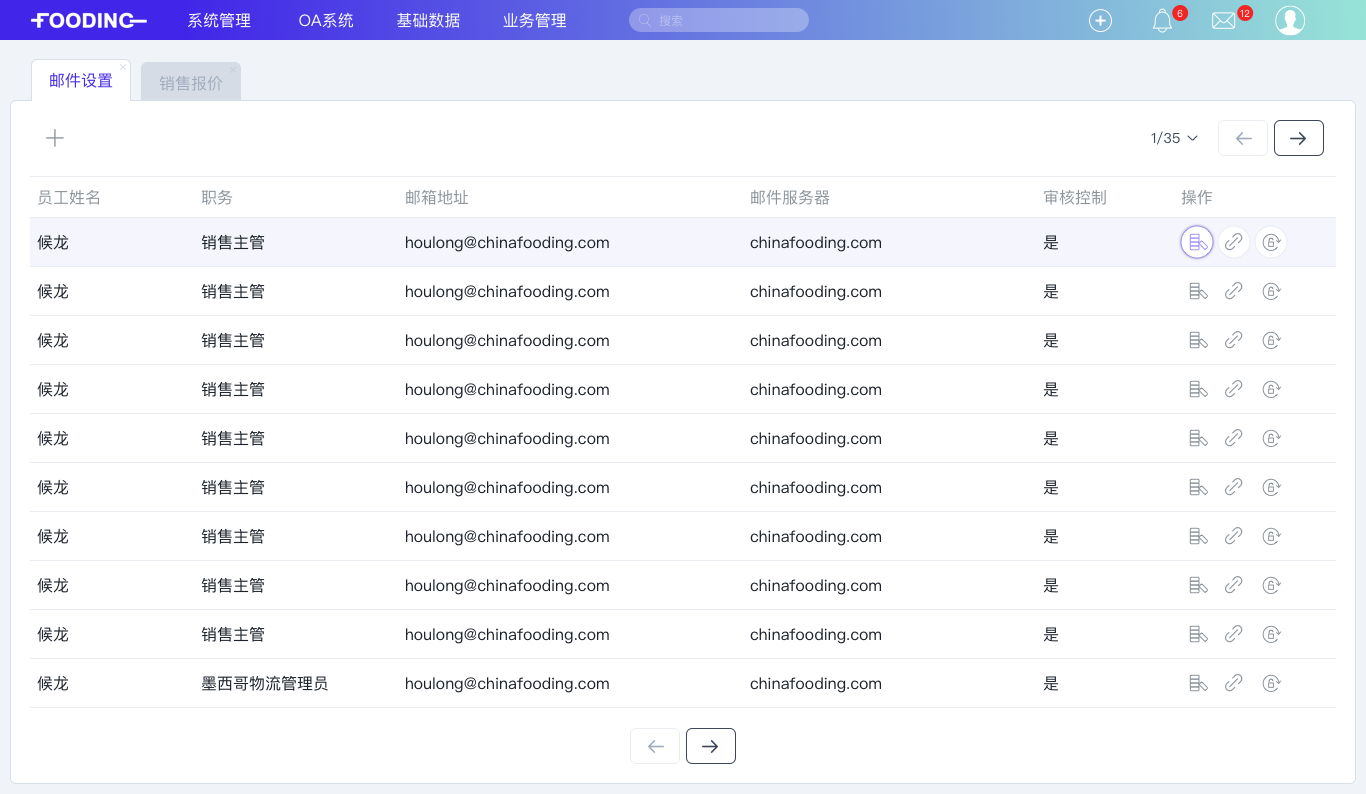 FOODING 系统管理 OA系统 基础数据 业务管理 搜索 6 12
邮件设置 销售报价
1/35
员工姓名 职务 邮箱地址 邮件服务器 审核控制 操作
候龙 销售主管 houlong@chinafooding.com chinafooding.com 是
候龙 销售主管 houlong@chinafooding.com chinafooding.com 是
候龙 销售主管 houlong@chinafooding.com chinafooding.com 是
候龙 销售主管 houlong@chinafooding.com chinafooding.com 是
候龙 销售主管 houlong@chinafooding.com chinafooding.com 是
候龙 销售主管 houlong@chinafooding.com chinafooding.com 是
候龙 销售主管 houlong@chinafooding.com chinafooding.com 是
候龙 销售主管 houlong@chinafooding.com chinafooding.com 是
候龙 销售主管 houlong@chinafooding.com chinafooding.com 是
候龙 墨西哥物流管理员 houlong@chinafooding.com chinafooding.com 是